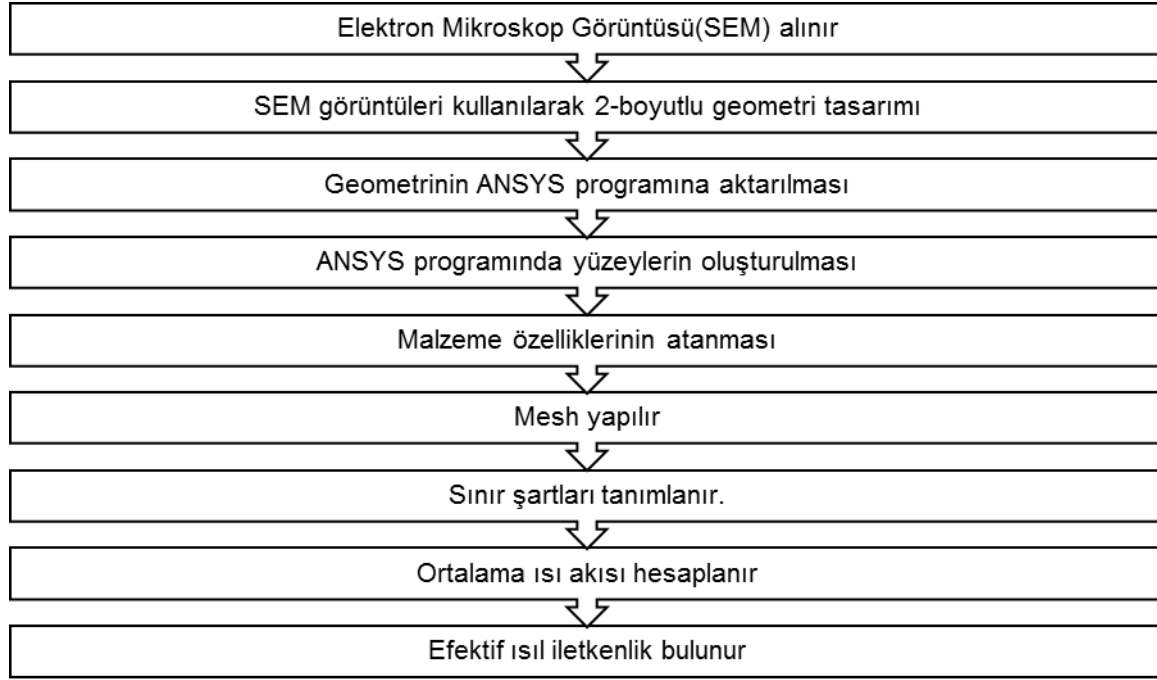 Elektron Mikroskop Görüntüsü(SEM) alınır
SEM görüntüleri kullanılarak 2-boyutlu geometri tasarımı
Geometrinin ANSYS programına aktarılması
ANSYS programında yüzeylerin oluşturulması
Malzeme özelliklerinin atanması
Mesh yapılır
Sınır şartları tanımlanır.
Ortalama ısı akısı hesaplanır
Efektif ısıl iletkenlik bulunur